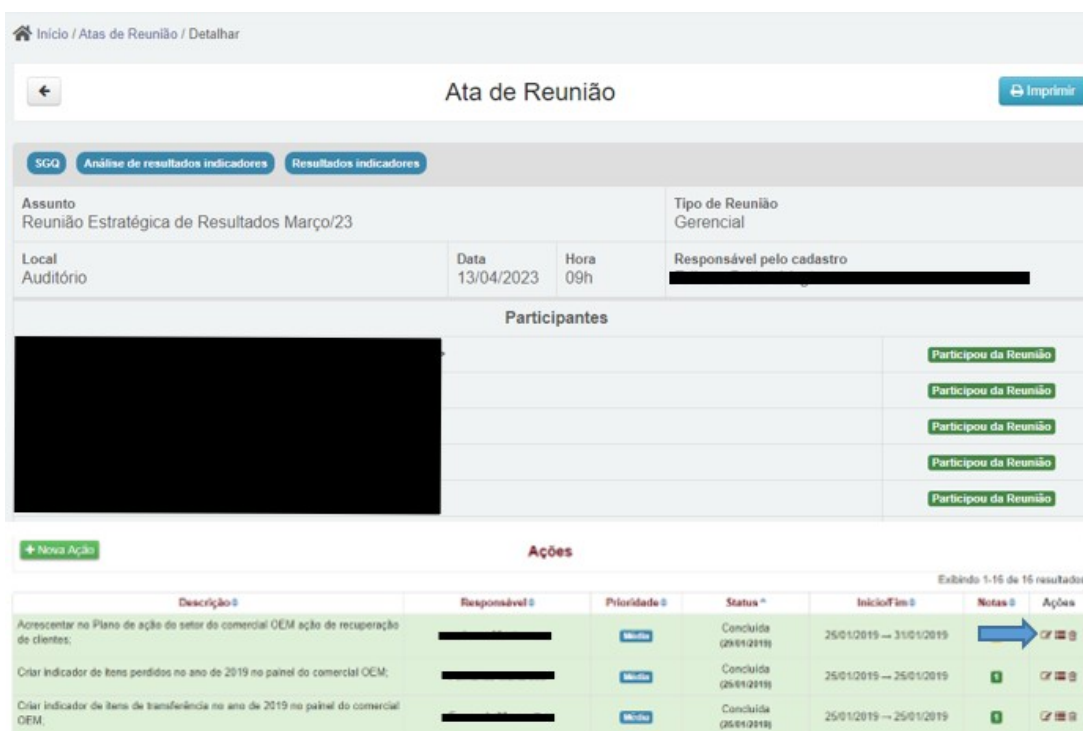 Início / Atas de Reunião / Detalhar
Ata de Reunião
Imprimir
SGQ Análise de resultados indicadores Resultados indicadores
Assunto
Reunião Estratégica de Resultados Março/23
Tipo de Reunião
Gerencial
Local
Auditório
Data
13/04/2023
Hora
09h
Responsável pelo cadastro
Participantes
Participou da Reunião
Participou da Reunião
Participou da Reunião
Participou da Reunião
Participou da Reunião
+ Nova Ação
Ações
Exibindo 1-16 de 16 resultados
Descrição Responsável Prioridade Status Início/Fim Notas Ações
Acrescentar no Plano de ação do setor do comercial OEM ação de recuperação
de clientes;
Média
Concluída
(29/01/2019)
25/01/2019 → 31/01/2019
Criar indicador de itens perdidos no ano de 2019 no painel do comercial OEM;
Média
Concluída
(25/01/2019)
25/01/2019 → 25/01/2019
1
Criar indicador de itens de transferência no ano de 2019 no painel do comercial
OEM;
Média
Concluída
(25/01/2019)
25/01/2019 → 25/01/2019
1